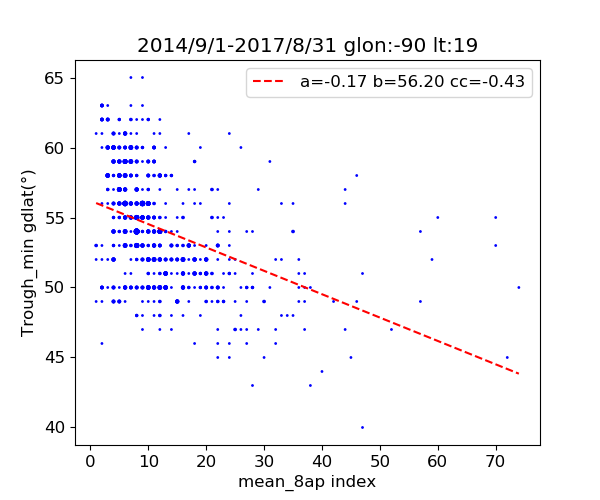 2014/9/1-2017/8/31 glon:-90 lt:19
a=-0.17 b=56.20 cc=-0.43
Trough_min gdlat(°)
65
60
55
50
45
40
0 10 20 30 40 50 60 70
mean_8ap index